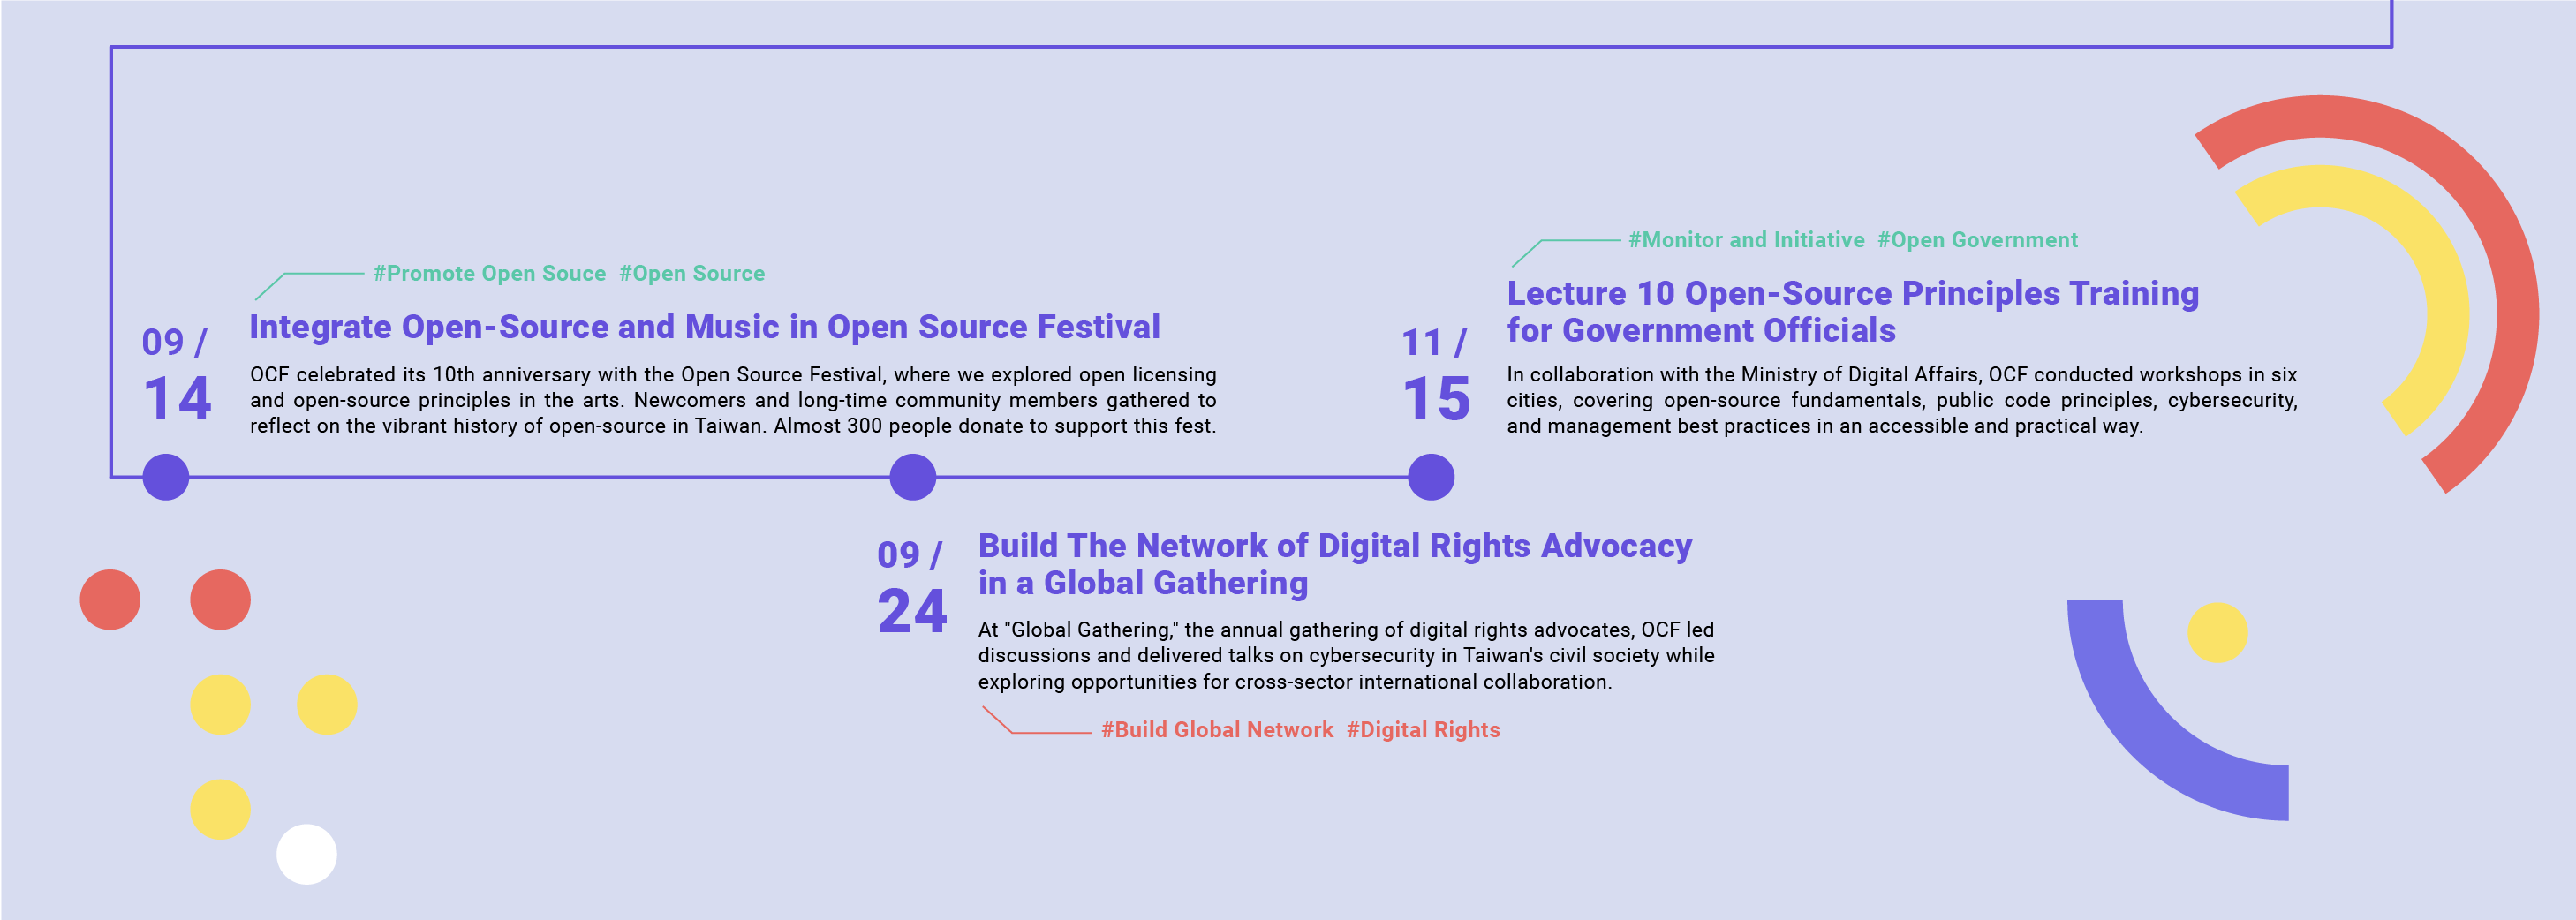 #Promote Open Souce #Open Source
09 /
14
Integrate Open-Source and Music in Open Source Festival
OCF celebrated its 10th anniversary with the Open Source Festival, where we explored open licensing
and open-source principles in the arts. Newcomers and long-time community members gathered to
reflect on the vibrant history of open-source in Taiwan. Almost 300 people donate to support this fest.
#Monitor and Initiative #Open Government
11 /
15
Lecture 10 Open-Source Principles Training
for Government Officials
In collaboration with the Ministry of Digital Affairs, OCF conducted workshops in six
cities, covering open-source fundamentals, public code principles, cybersecurity,
and management best practices in an accessible and practical way.
09 /
24
Build The Network of Digital Rights Advocacy
in a Global Gathering
At "Global Gathering," the annual gathering of digital rights advocates, OCF led
discussions and delivered talks on cybersecurity in Taiwan's civil society while
exploring opportunities for cross-sector international collaboration.
#Build Global Network #Digital Rights